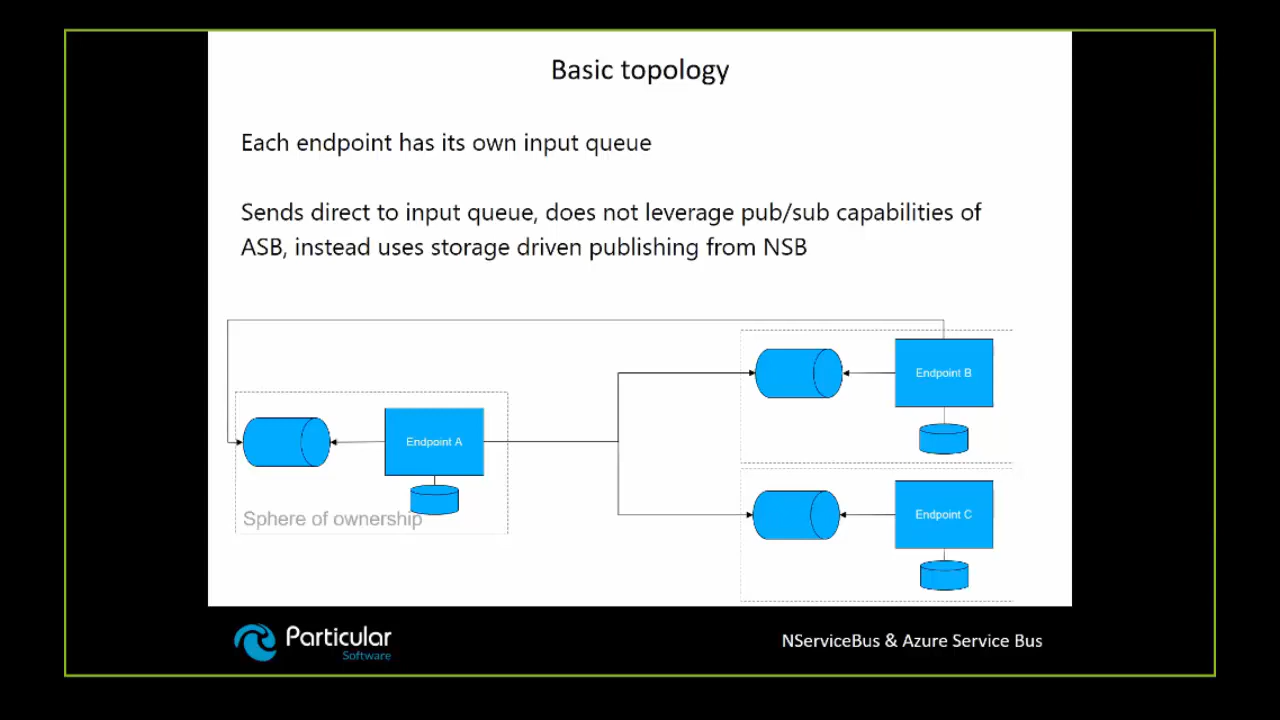 Basic topology
Each endpoint has its own input queue
Sends direct to input queue, does not leverage pub/sub capabilities of
ASB, instead uses storage driven publishing from NSB
Endpoint B
Endpoint A
Sphere of ownership
Endpoint C
Particular
Software
NServiceBus & Azure Service Bus